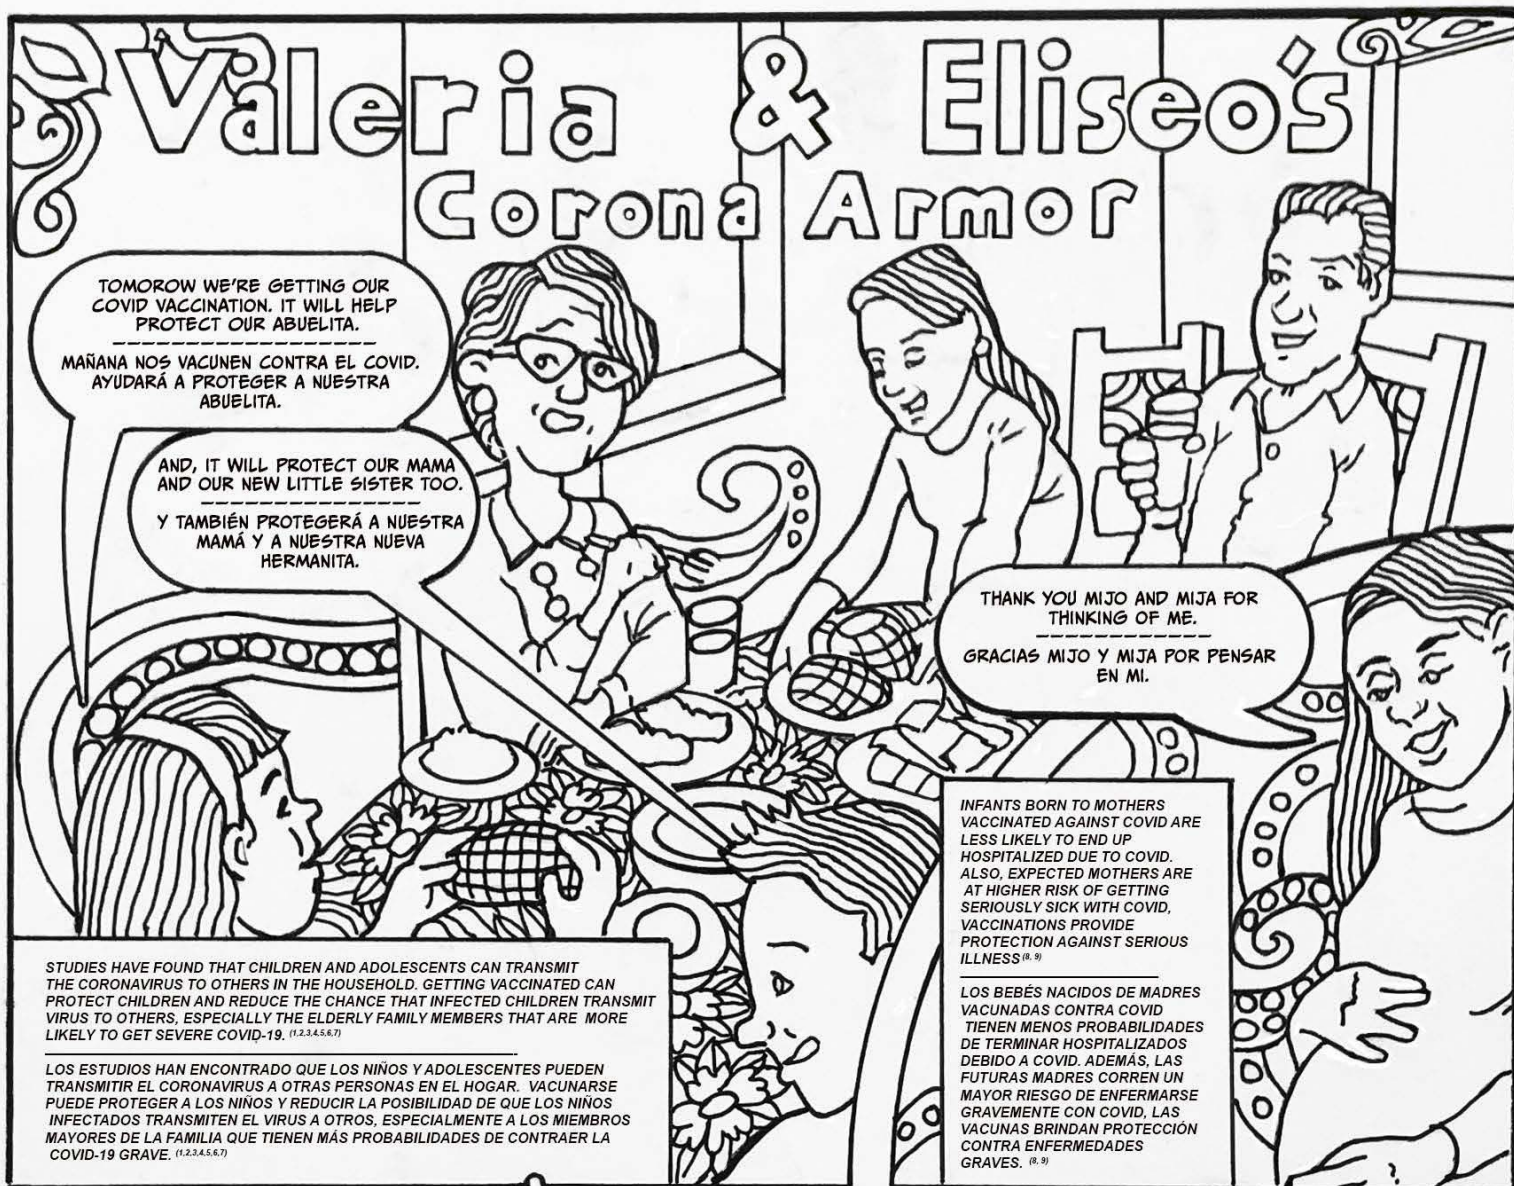 Valeria & Eliseo's
Corona Armor
TOMOROW WE'RE GETTING OUR
COVID VACCINATION. IT WILL HELP
PROTECT OUR ABUELITA.
MAÑANA NOS VACUNEN CONTRA EL COVID.
AYUDARÁ A PROTEGER A NUESTRA
ABUELITA.
AND, IT WILL PROTECT OUR MAMA
AND OUR NEW LITTLE SISTER TOO.
Y TAMBIÉN PROTEGERÁ A NUESTRA
MAMÁ Y A NUESTRA NUEVA
HERMANITA.
THANK YOU MIJO AND MIJA FOR
THINKING OF ME.
GRACIAS MIJO Y MIJA POR PENSAR
EN MI.
STUDIES HAVE FOUND THAT CHILDREN AND ADOLESCENTS CAN TRANSMIT
THE CORONAVIRUS TO OTHERS IN THE HOUSEHOLD. GETTING VACCINATED CAN
PROTECT CHILDREN AND REDUCE THE CHANCE THAT INFECTED CHILDREN TRANSMIT
VIRUS TO OTHERS, ESPECIALLY THE ELDERLY FAMILY MEMBERS THAT ARE MORE
LIKELY TO GET SEVERE COVID-19. (1,2,3,4,5,6,7)
LOS ESTUDIOS HAN ENCONTRADO QUE LOS NIÑOS Y ADOLESCENTES PUEDEN
TRANSMITIR EL CORONAVIRUS A OTRAS PERSONAS EN EL HOGAR. VACUNARSE
PUEDE PROTEGER A LOS NIÑOS Y REDUCIR LA POSIBILIDAD DE QUE LOS NIÑOS
INFECTADOS TRANSMITEN EL VIRUS A OTROS, ESPECIALMENTE A LOS MIEMBROS
MAYORES DE LA FAMILIA QUE TIENEN MÁS PROBABILIDADES DE CONTRAER LA
COVID-19 GRAVE. (1,2,3,4,5,6,7)
INFANTS BORN TO MOTHERS
VACCINATED AGAINST COVID ARE
LESS LIKELY TO END UP
HOSPITALIZED DUE TO COVID.
ALSO, EXPECTED MOTHERS ARE
AT HIGHER RISK OF GETTING
SERIOUSLY SICK WITH COVID,
VACCINATIONS PROVIDE
PROTECTION AGAINST SERIOUS
ILLNESS (8, 9)
LOS BEBÉS NACIDOS DE MADRES
VACUNADAS CONTRA COVID
TIENEN MENOS PROBABILIDADES
DE TERMINAR HOSPITALIZADOS
DEBIDO A COVID. ADEMÁS, LAS
FUTURAS MADRES CORREN UN
MAYOR RIESGO DE ENFERMARSE
GRAVEMENTE CON COVID, LAS
VACUNAS BRINDAN PROTECCIÓN
CONTRA ENFERMEDADES
GRAVES. (8, 9)